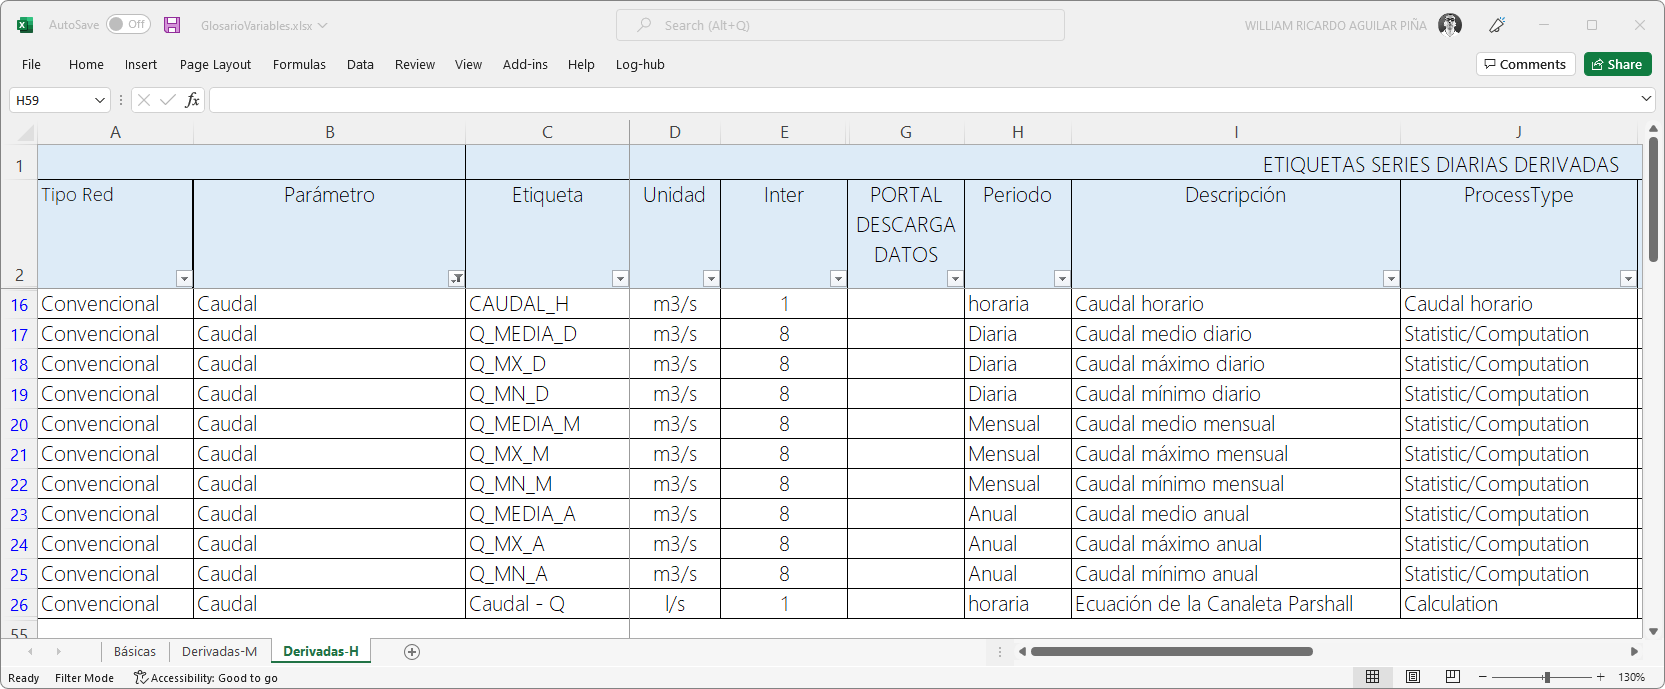 AutoSave Off GlosarioVariables.xlsx Search (Alt+Q) WILLIAM RICARDO AGUILAR PIÑA
File Home Insert Page Layout Formulas Data Review View Add-ins Help Log-hub Comments Share
H59 fx
A B C D E G H I J
1 ETIQUETAS SERIES DIARIAS DERIVADAS
2 Tipo Red Parámetro Etiqueta Unidad Inter PORTAL DESCARGA DATOS Periodo Descripción ProcessType
16 Convencional Caudal CAUDAL_H m3/s 1 horaria Caudal horario Caudal horario
17 Convencional Caudal Q_MEDIA_D m3/s 8 Diaria Caudal medio diario Statistic/Computation
18 Convencional Caudal Q_MX_D m3/s 8 Diaria Caudal máximo diario Statistic/Computation
19 Convencional Caudal Q_MN_D m3/s 8 Diaria Caudal mínimo diario Statistic/Computation
20 Convencional Caudal Q_MEDIA_M m3/s 8 Mensual Caudal medio mensual Statistic/Computation
21 Convencional Caudal Q_MX_M m3/s 8 Mensual Caudal máximo mensual Statistic/Computation
22 Convencional Caudal Q_MN_M m3/s 8 Mensual Caudal mínimo mensual Statistic/Computation
23 Convencional Caudal Q_MEDIA_A m3/s 8 Anual Caudal medio anual Statistic/Computation
24 Convencional Caudal Q_MX_A m3/s 8 Anual Caudal máximo anual Statistic/Computation
25 Convencional Caudal Q_MN_A m3/s 8 Anual Caudal mínimo anual Statistic/Computation
26 Convencional Caudal Caudal - Q l/s 1 horaria Ecuación de la Canaleta Parshall Calculation
55
Básicas Derivadas-M Derivadas-H
Ready Filter Mode Accessibility: Good to go 130%